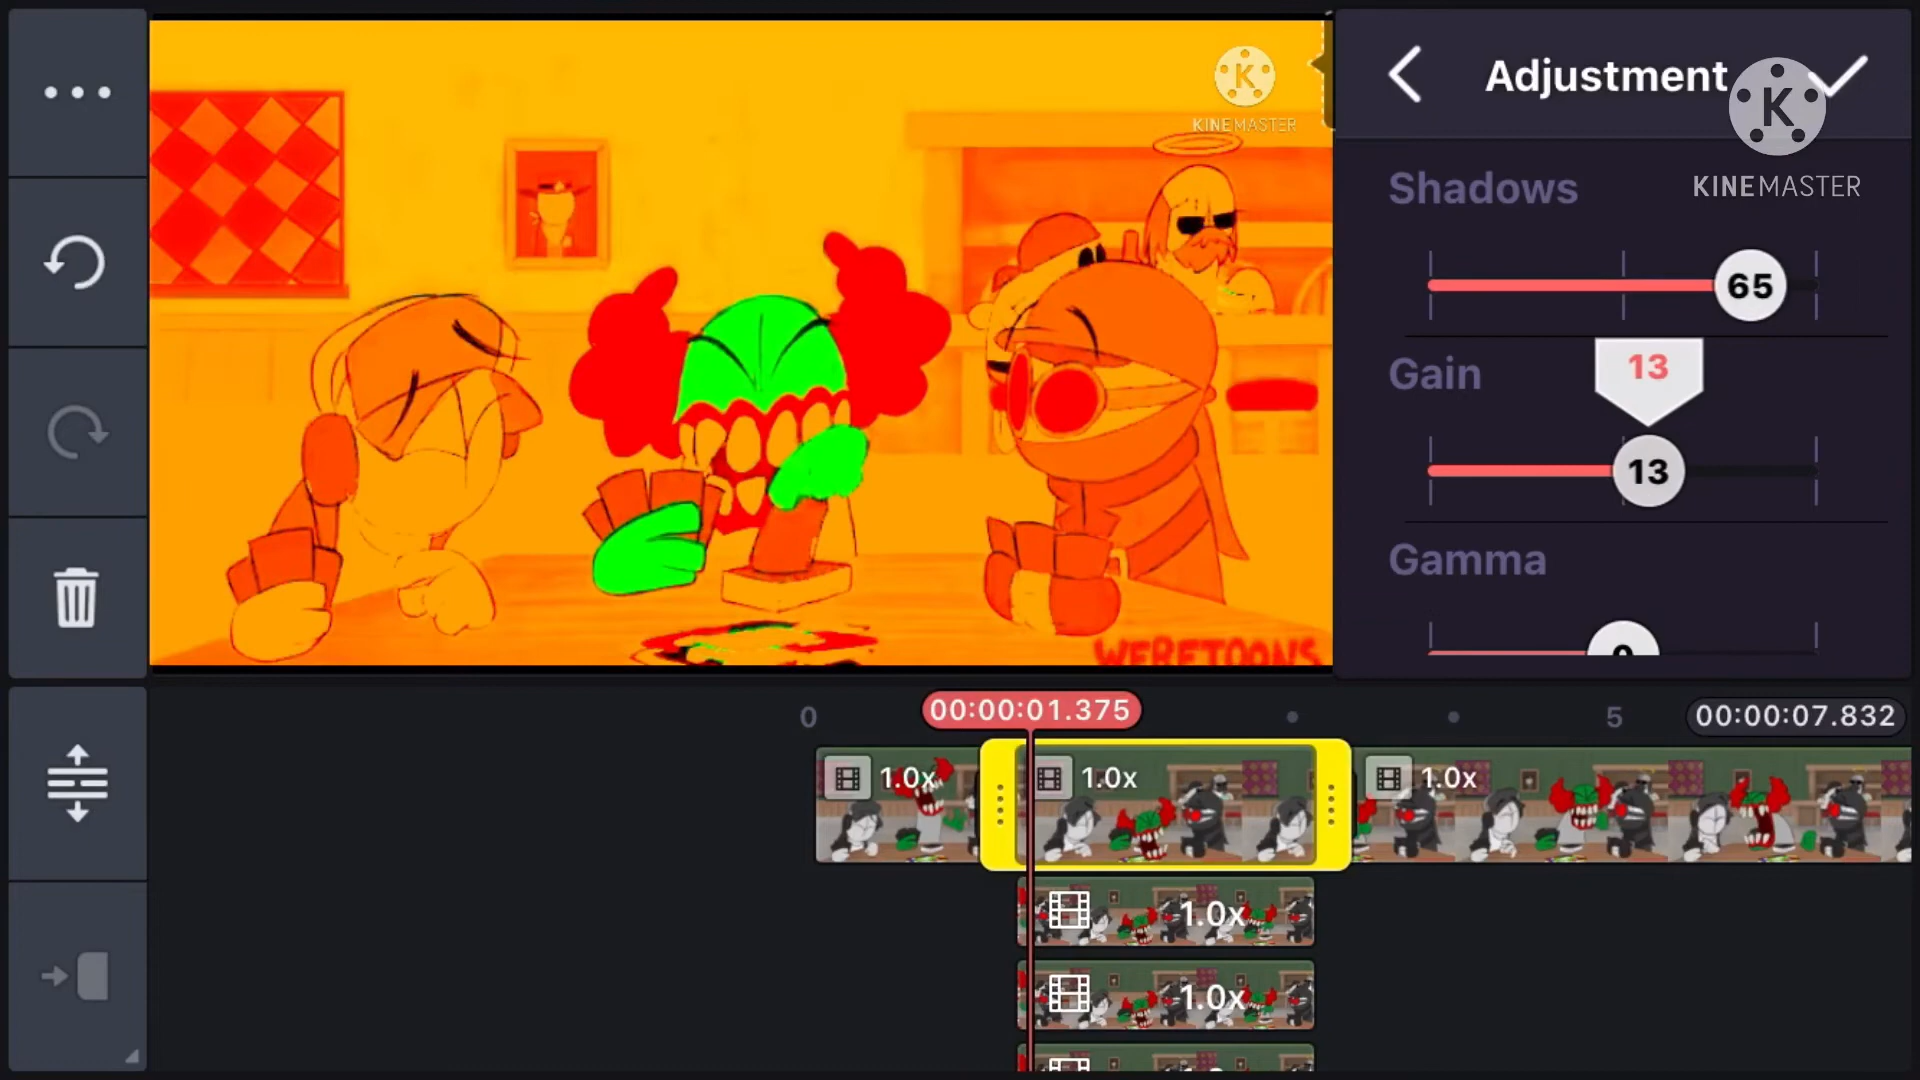 K
KINEMASTER
Adjustment
K
KINEMASTER
Shadows
65
Gain
13
13
Gamma
WERETOONS
0
00:00:01.375
5
00:00:07.832
1.0x
1.0x
1.0x
1.0x
1.0x